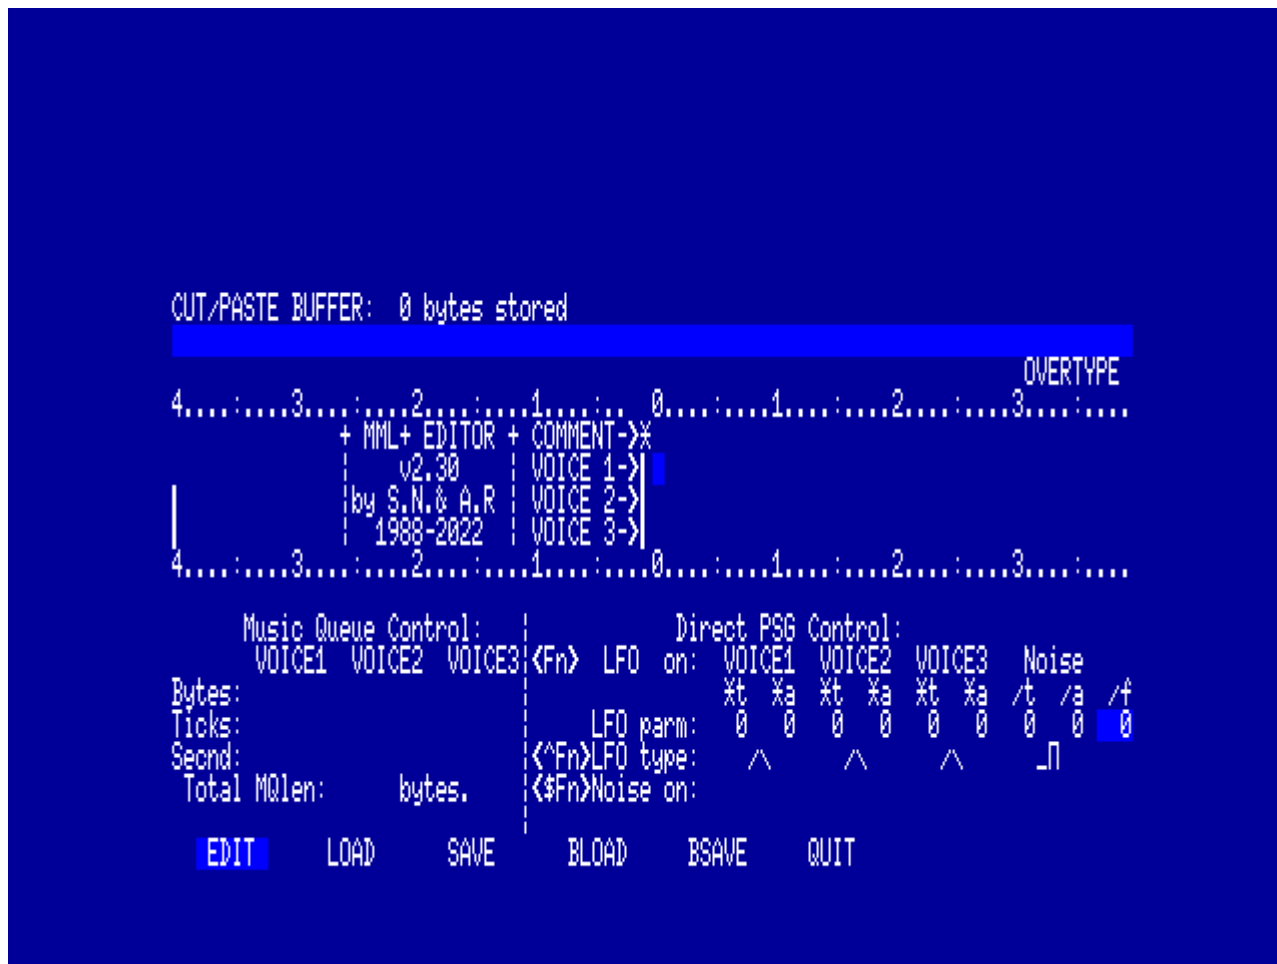 CUT/PASTE BUFFER:  0 bytes stored
OVERTYPE
4....:....3....:....2....:....1....:..  0....:....1....:....2....:....3....:....
+ MML+ EDITOR + COMMENT->*
¦    v2.30    ¦ VOICE 1->|
|             ¦by S.N.& A.R ¦ VOICE 2->|
|             ¦  1988-2022  ¦ VOICE 3->|
4....:....3....:....2....:....1....:....0....:....1....:....2....:....3....:....
Music Queue Control:   ¦            Direct PSG Control:
VOICE1  VOICE2  VOICE3¦<Fn>  LFO  on:  VOICE1  VOICE2  VOICE3   Noise
Bytes:                       ¦                *t  *a  *t  *a  *t  *a  /t  /a  /f
Ticks:                       ¦     LFO parm:   0   0   0   0   0   0   0   0   0
Secnd:                       ¦<^Fn>LFO type:    /\      /\      /\      _Π
Total MQlen:      bytes.    ¦<$Fn>Noise on:
EDIT      LOAD      SAVE      BLOAD     BSAVE     QUIT